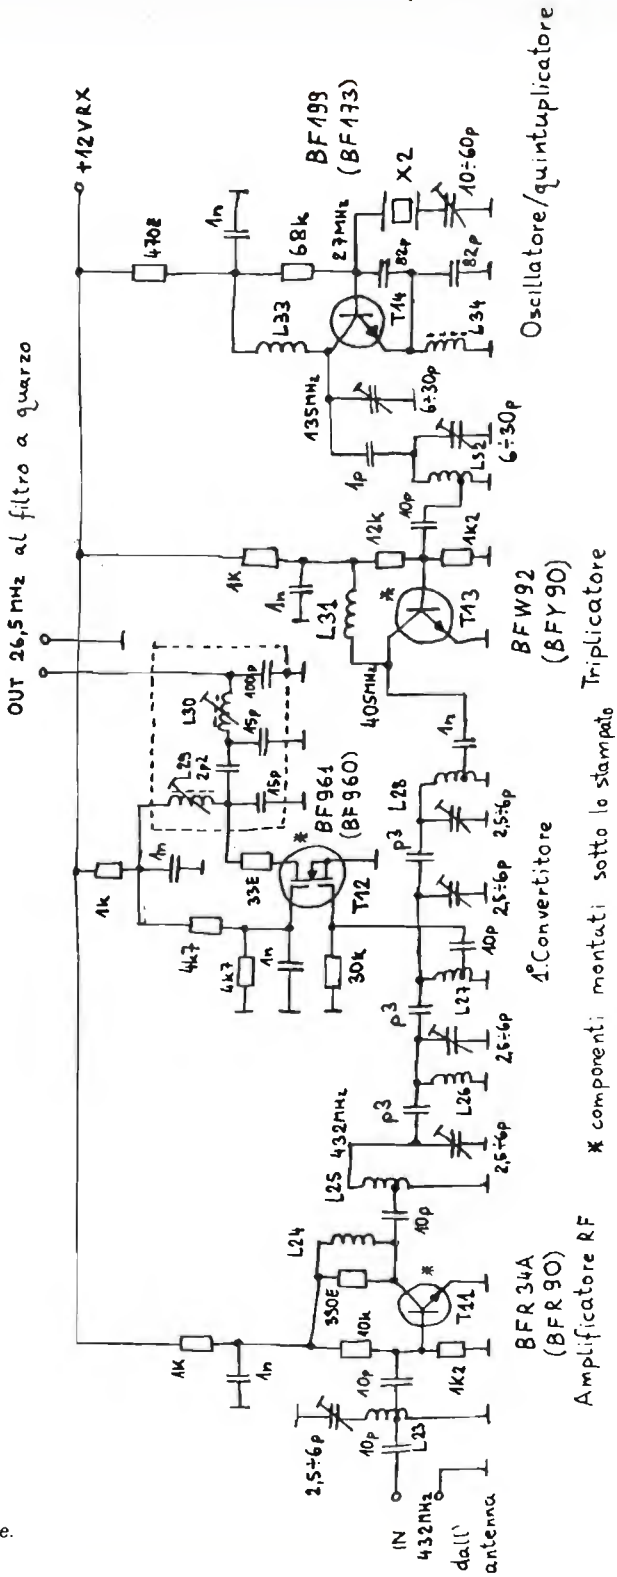 IN
432MHz
dall'
antenna
10p
L23
2,5÷6p
10p
1K
1n
10k
1K2
330E
L24
*
T11
BFR34A
(BFR90)
Amplificatore RF
10p
L25
432MHz
2,5÷6p
p3
L26
2,5÷6p
p3
L27
10p
2,5÷6p
p3
L28
2,5÷6p
1n
1°Convertitore
1k
1n
4k7
4k7
1n
30k
33E
T12
*
BF961
(BF960)
L29
2p2
15p
15p
L30
100p
OUT 26,5MHz al filtro a quarzo
405MHz
L31
1n
1K
12k
1K2
*
T13
BFW92
(BFY90)
Triplicatore
10p
L32
6÷30p
1p
6÷30p
135MHz
L33
1n
470E
68k
27MHz
82p
82p
T14
L34
X2
10÷60p
BF199
(BF173)
Oscillatore/quintuplicatore
+12VRX
* componenti montati sotto lo stampato
e.